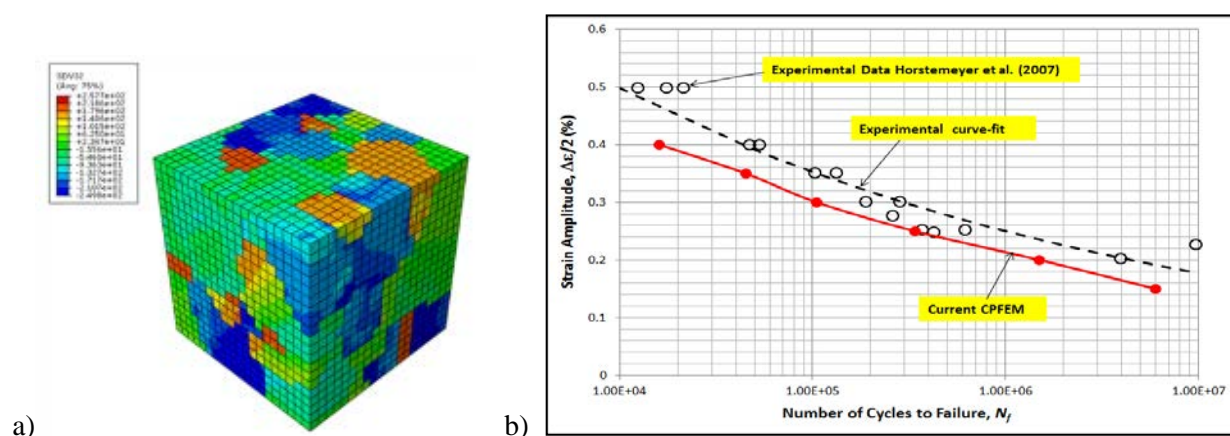 SDV32
(Avg: 75%)
0.6
0.5
0.4
0.3
0.2
0.1
0
Strain Amplitude, Δε/2 (%)
Experimental Data Horstemeyer et al. (2007)
Experimental curve-fit
Current CPFEM
1.00E+04 1.00E+05 1.00E+06 1.00E+07
Number of Cycles to Failure, Nf
a) b)